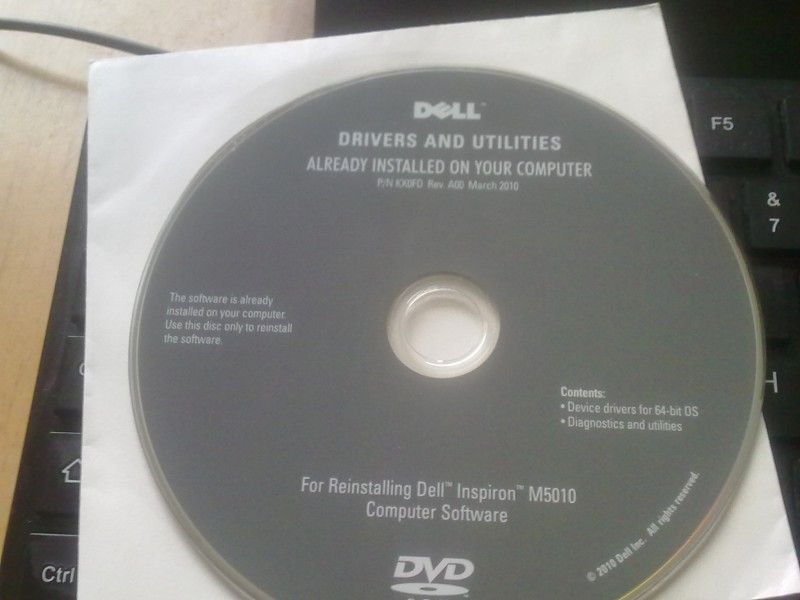 DELL™
DRIVERS AND UTILITIES
ALREADY INSTALLED ON YOUR COMPUTER
P/N KX0FD Rev. A00 March 2010
The software is already
installed on your computer.
Use this disc only to reinstall
the software.
Contents:
• Device drivers for 64-bit OS
• Diagnostics and utilities
For Reinstalling Dell™ Inspiron™ M5010
Computer Software
© 2010 Dell Inc. All rights reserved.
DVD
F5
&
7
H
Ctrl